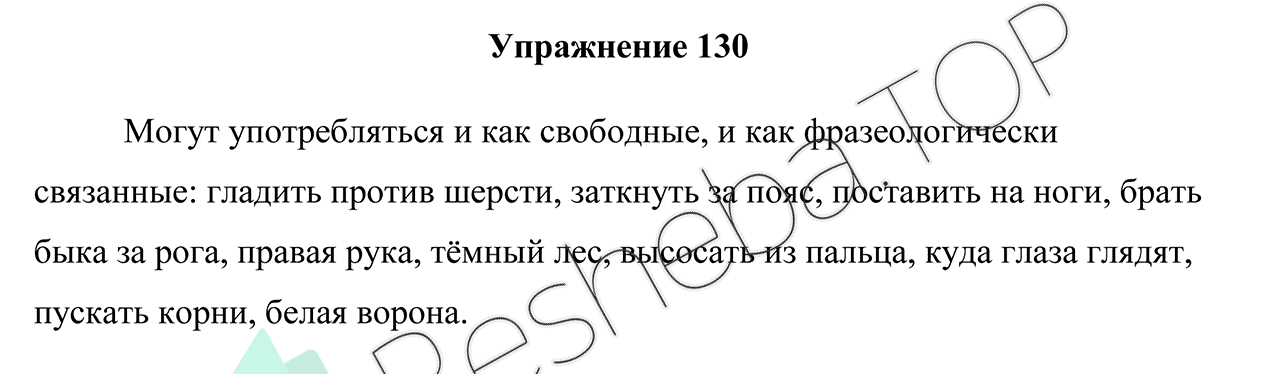 Упражнение 130
Могут употребляться и как свободные, и как фразеологически
связанные: гладить против шерсти, заткнуть за пояс, поставить на ноги, брать
быка за рога, правая рука, тёмный лес, высосать из пальца, куда глаза глядят,
пускать корни, белая ворона.
Resheba.TOP